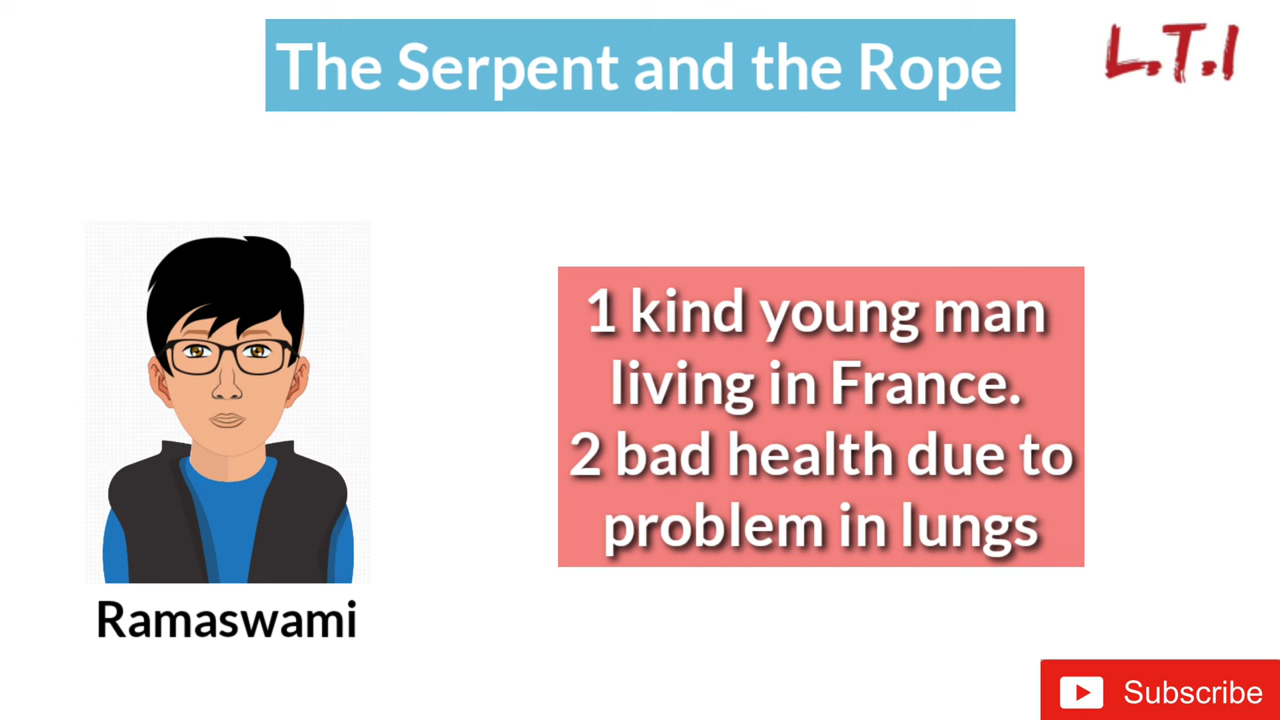 The Serpent and the Rope
L.T.I
1 kind young man
living in France.
2 bad health due to
problem in lungs
Ramaswami
Subscribe